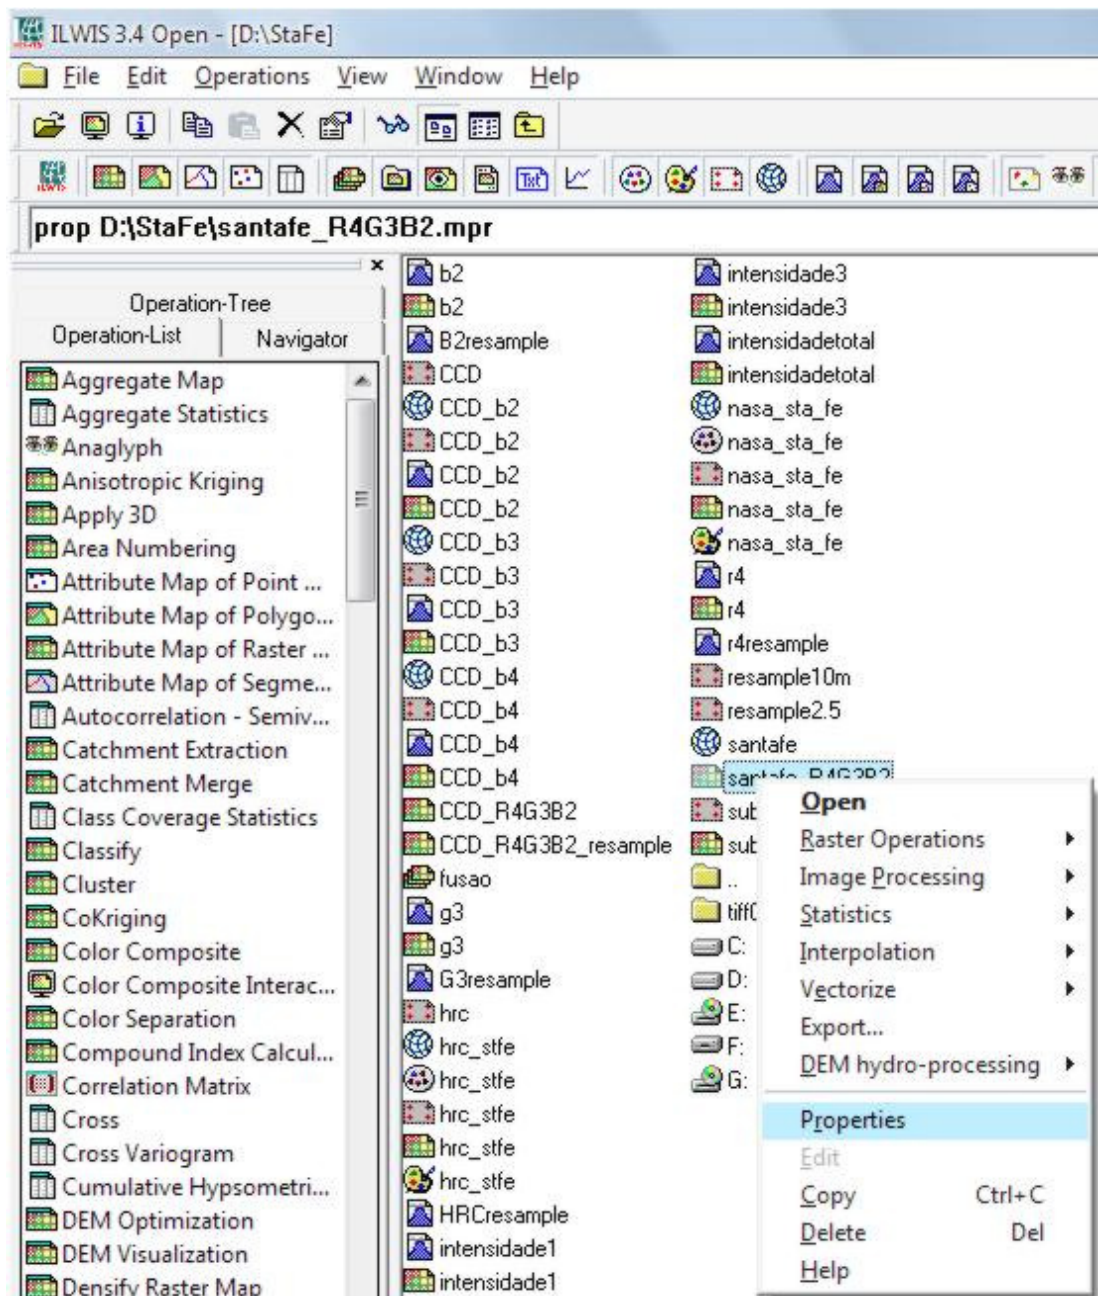 ILWIS 3.4 Open - [D:\StaFe]
File Edit Operations View Window Help
ILWIS
Txt
prop D:\StaFe\santafe_R4G3B2.mpr
Operation-Tree
Operation-List Navigator
Aggregate Map
Aggregate Statistics
Anaglyph
Anisotropic Kriging
Apply 3D
Area Numbering
Attribute Map of Point ...
Attribute Map of Polygo...
Attribute Map of Raster ...
Attribute Map of Segme...
Autocorrelation - Semiv...
Catchment Extraction
Catchment Merge
Class Coverage Statistics
Classify
Cluster
CoKriging
Color Composite
Color Composite Interac...
Color Separation
Compound Index Calcul...
Correlation Matrix
Cross
Cross Variogram
Cumulative Hypsometri...
DEM Optimization
DEM Visualization
Densify Raster Map
b2
b2
B2resample
CCD
CCD_b2
CCD_b2
CCD_b2
CCD_b2
CCD_b3
CCD_b3
CCD_b3
CCD_b3
CCD_b4
CCD_b4
CCD_b4
CCD_b4
CCD_R4G3B2
CCD_R4G3B2_resample
fusao
g3
g3
G3resample
hrc
hrc_stfe
hrc_stfe
hrc_stfe
hrc_stfe
hrc_stfe
HRCresample
intensidade1
intensidade1
intensidade3
intensidade3
intensidadetotal
intensidadetotal
nasa_sta_fe
nasa_sta_fe
nasa_sta_fe
nasa_sta_fe
nasa_sta_fe
r4
r4
r4resample
resample10m
resample2.5
santafe
santafe_R4G3B2
sub
sub
..
C:
D:
E:
F:
G:
Open
Raster Operations
Image Processing
Statistics
Interpolation
Vectorize
Export...
DEM hydro-processing
Properties
Edit
Copy Ctrl+C
Delete Del
Help